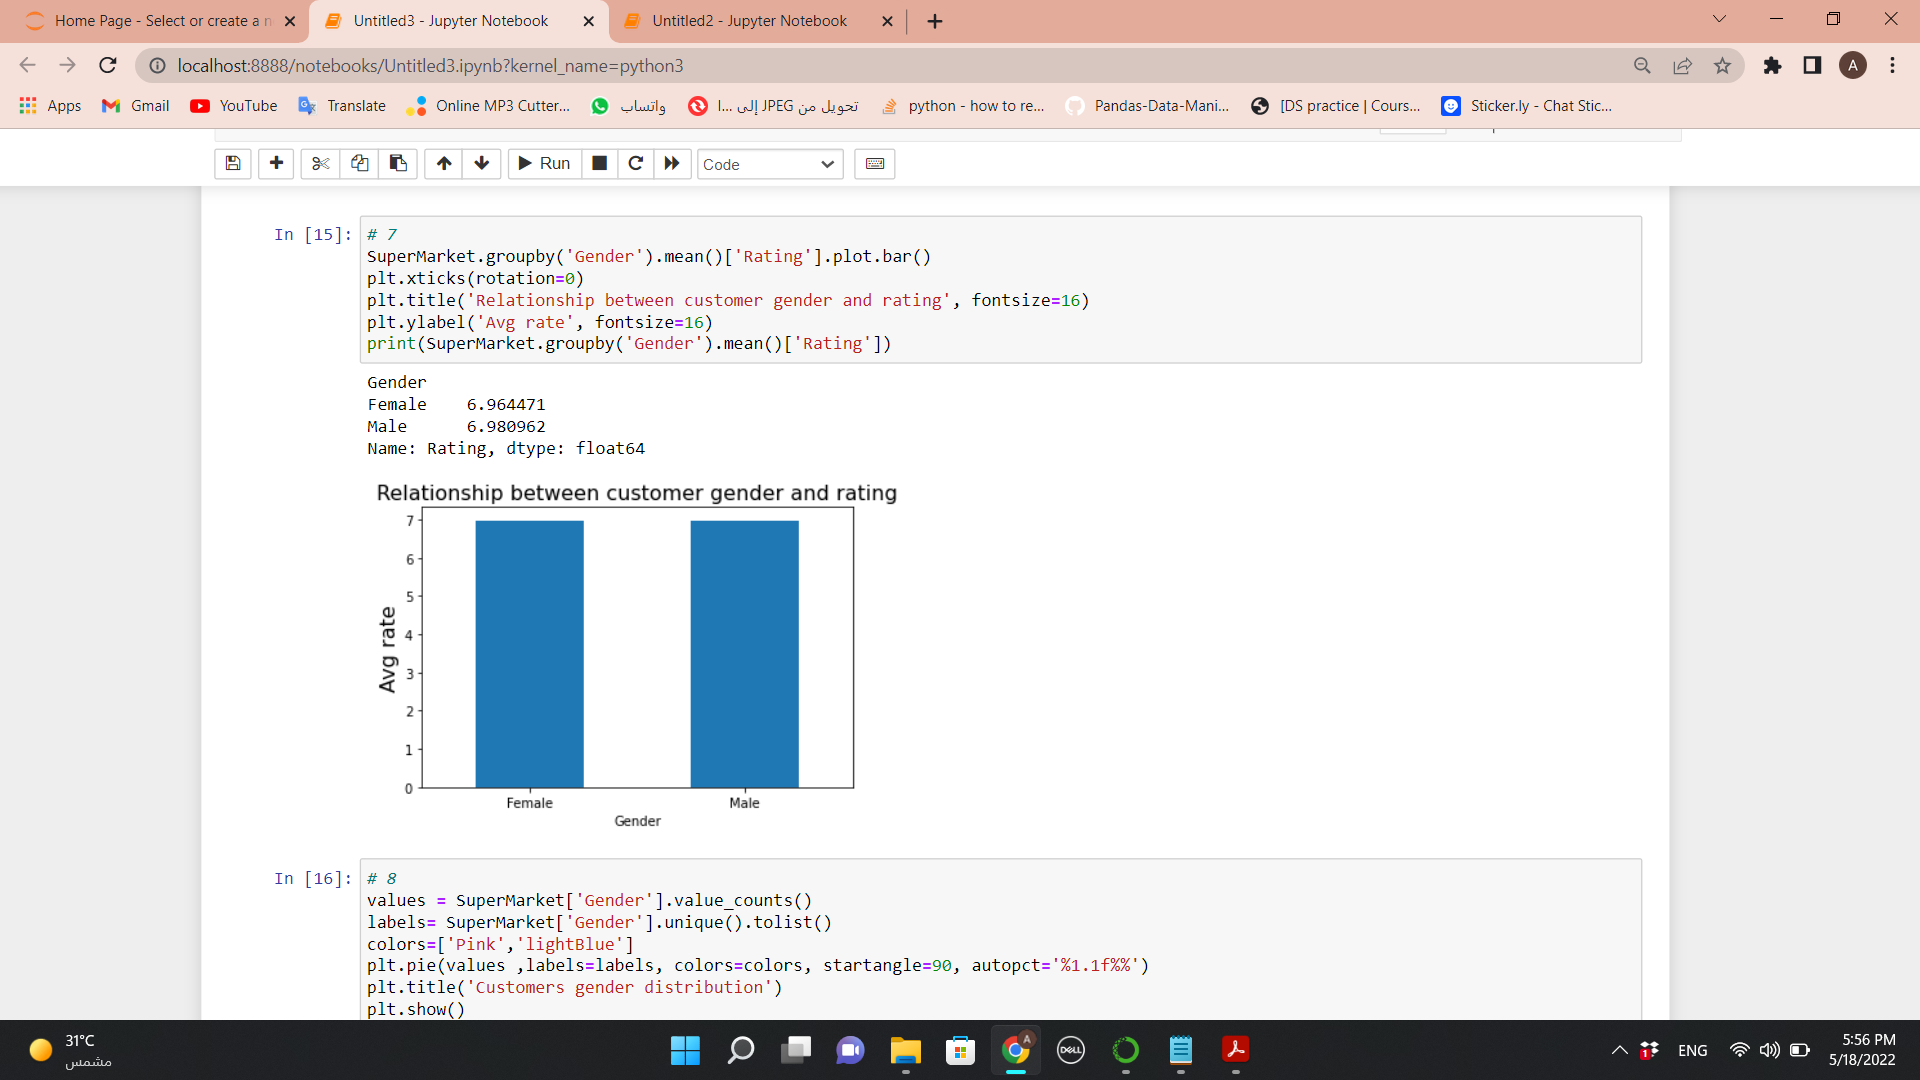 Home Page - Select or create a n
Untitled3 - Jupyter Notebook
Untitled2 - Jupyter Notebook
localhost:8888/notebooks/Untitled3.ipynb?kernel_name=python3
A
Apps
Gmail
YouTube
Translate
Online MP3 Cutter...
واتساب
تحويل من JPEG إلى I...
python - how to re...
Pandas-Data-Mani...
[DS practice | Cours...
Sticker.ly - Chat Stic...
Run
Code
In [15]:
# 7
SuperMarket.groupby('Gender').mean()['Rating'].plot.bar()
plt.xticks(rotation=0)
plt.title('Relationship between customer gender and rating', fontsize=16)
plt.ylabel('Avg rate', fontsize=16)
print(SuperMarket.groupby('Gender').mean()['Rating'])
Gender
Female 6.964471
Male 6.980962
Name: Rating, dtype: float64
Relationship between customer gender and rating
7
6
5
4
3
2
1
0
Avg rate
Female
Male
Gender
In [16]:
# 8
values = SuperMarket['Gender'].value_counts()
labels= SuperMarket['Gender'].unique().tolist()
colors=['Pink','lightBlue']
plt.pie(values ,labels=labels, colors=colors, startangle=90, autopct='%1.1f%%')
plt.title('Customers gender distribution')
plt.show()
31°C
مشمس
A
DELL
1
ENG
5:56 PM
5/18/2022